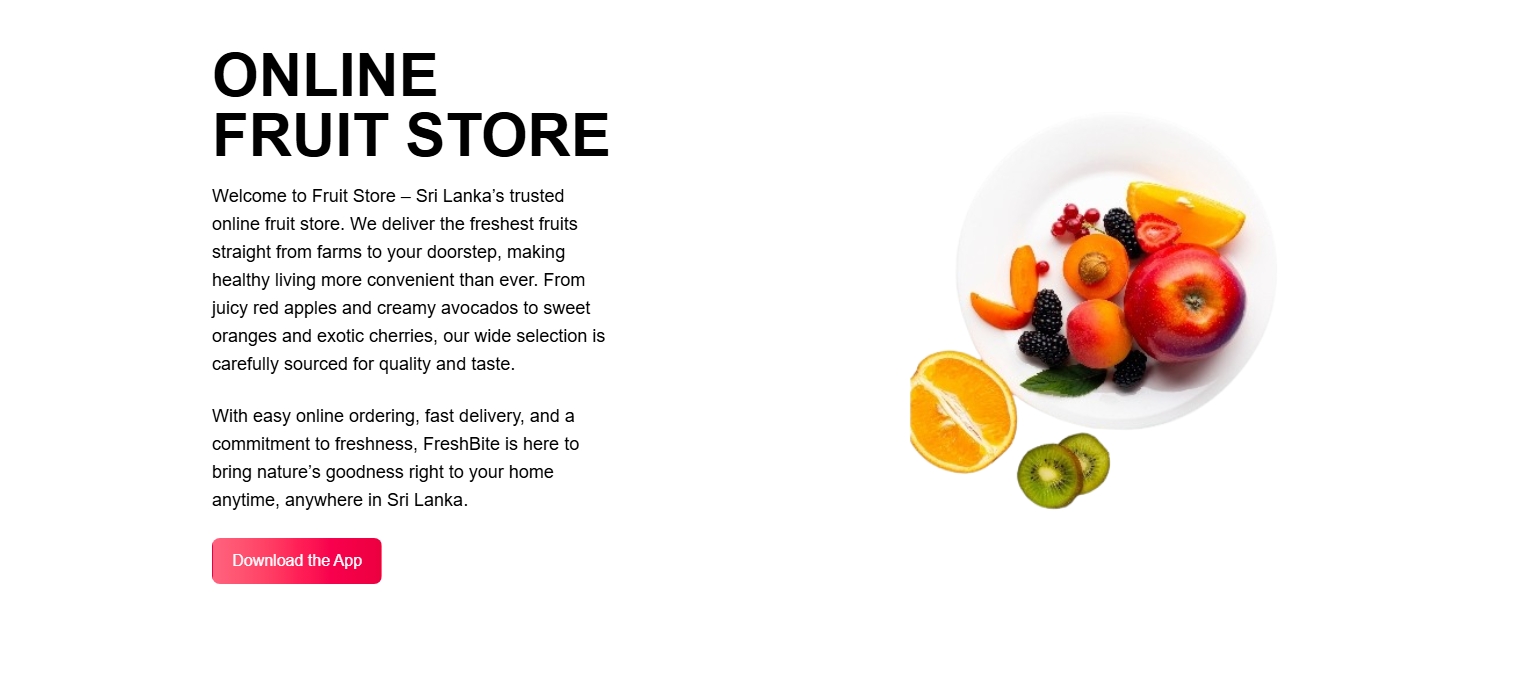 ONLINE
FRUIT STORE
Welcome to Fruit Store – Sri Lanka’s trusted
online fruit store. We deliver the freshest fruits
straight from farms to your doorstep, making
healthy living more convenient than ever. From
juicy red apples and creamy avocados to sweet
oranges and exotic cherries, our wide selection is
carefully sourced for quality and taste.
With easy online ordering, fast delivery, and a
commitment to freshness, FreshBite is here to
bring nature’s goodness right to your home
anytime, anywhere in Sri Lanka.
Download the App